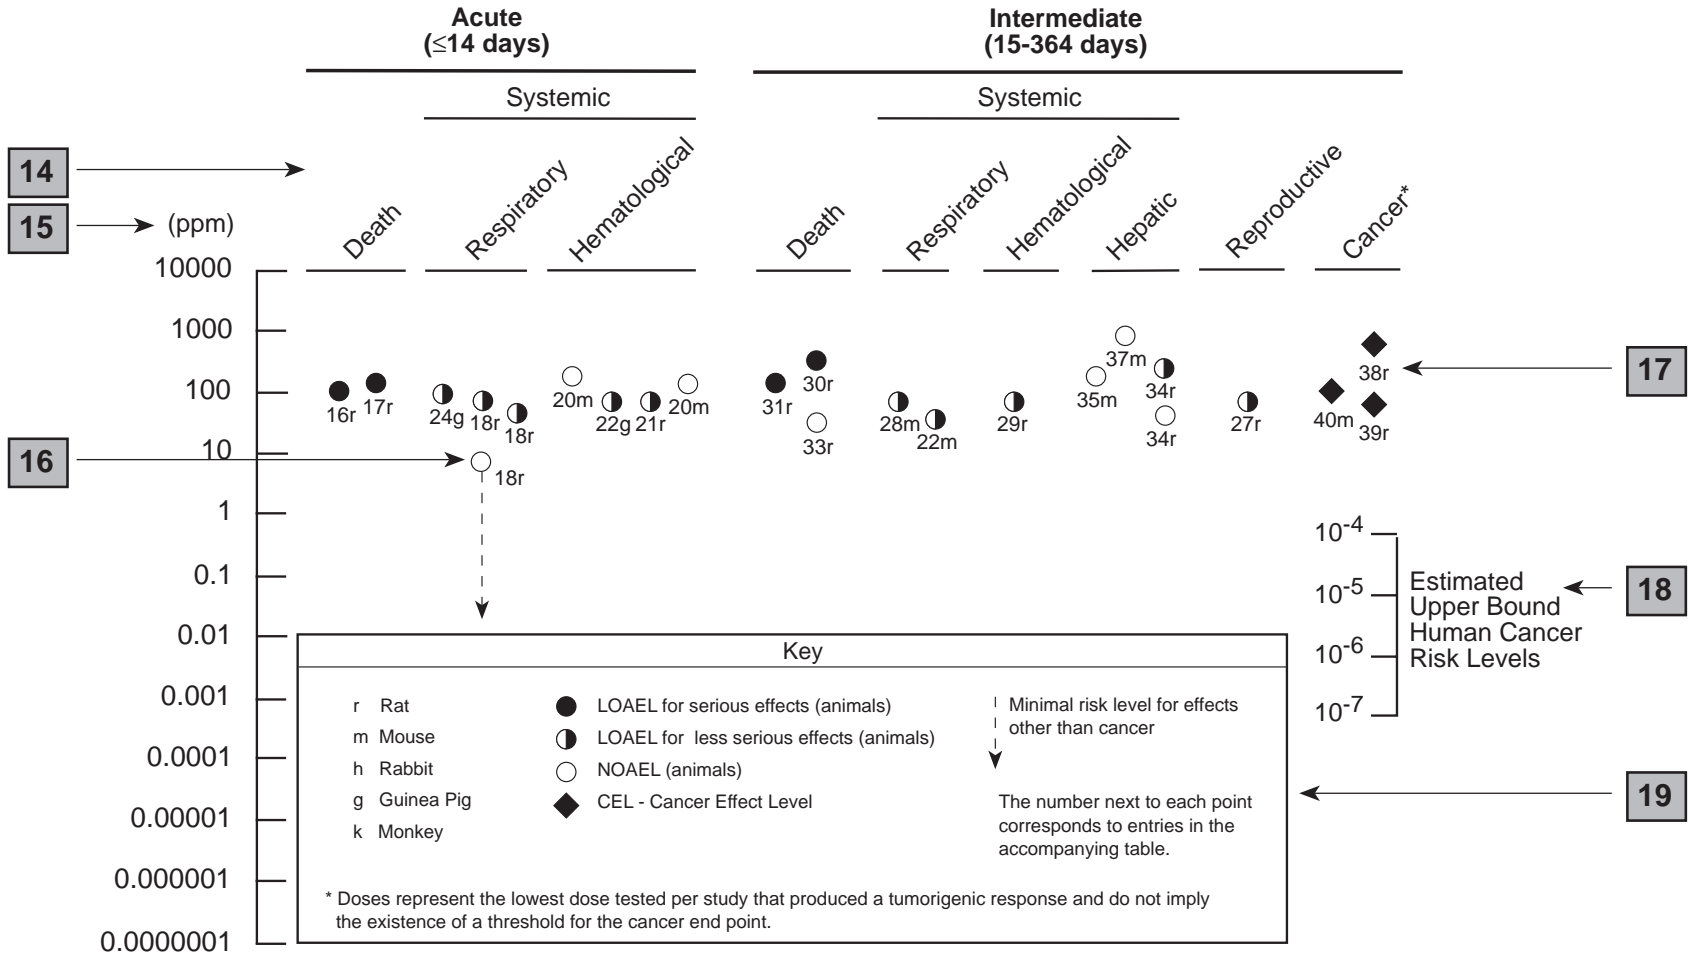 Acute
(≤14 days)
Intermediate
(15-364 days)
Systemic
Systemic
14
15
(ppm)
Death
Respiratory
Hematological
Death
Respiratory
Hematological
Hepatic
Reproductive
Cancer*
10000
1000
100
10
1
0.1
0.01
0.001
0.0001
0.00001
0.000001
0.0000001
16r
17r
24g
18r
18r
20m
22g
21r
20m
31r
30r
33r
28m
22m
29r
35m
37m
34r
34r
27r
40m
38r
39r
17
16
18r
10-4
10-5
10-6
10-7
Estimated
Upper Bound
Human Cancer
Risk Levels
18
Key
r Rat
m Mouse
h Rabbit
g Guinea Pig
k Monkey
LOAEL for serious effects (animals)
LOAEL for less serious effects (animals)
NOAEL (animals)
CEL - Cancer Effect Level
Minimal risk level for effects
other than cancer
The number next to each point
corresponds to entries in the
accompanying table.
19
* Doses represent the lowest dose tested per study that produced a tumorigenic response and do not imply
the existence of a threshold for the cancer end point.